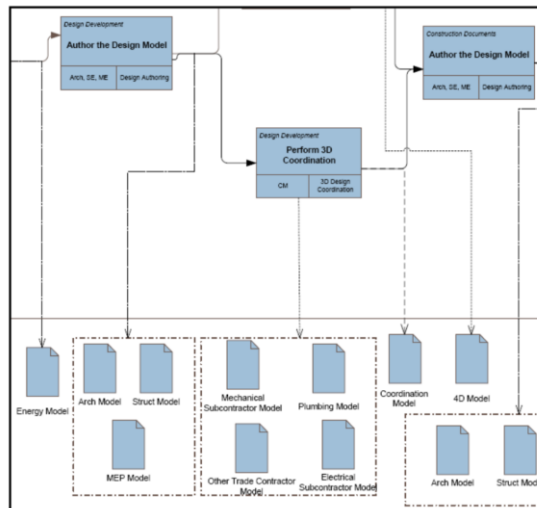 Design Development
Author the Design Model
Arch, SE, ME
Design Authoring
Construction Documents
Author the Design Model
Arch, SE, ME
Design Authoring
Design Development
Perform 3D
Coordination
CM
3D Design
Coordination
Energy Model
Arch Model
Struct Model
MEP Model
Mechanical
Subcontractor Model
Plumbing Model
Other Trade Contractor
Model
Electrical
Subcontractor Model
Coordination
Model
4D Model
Arch Model
Struct Mod